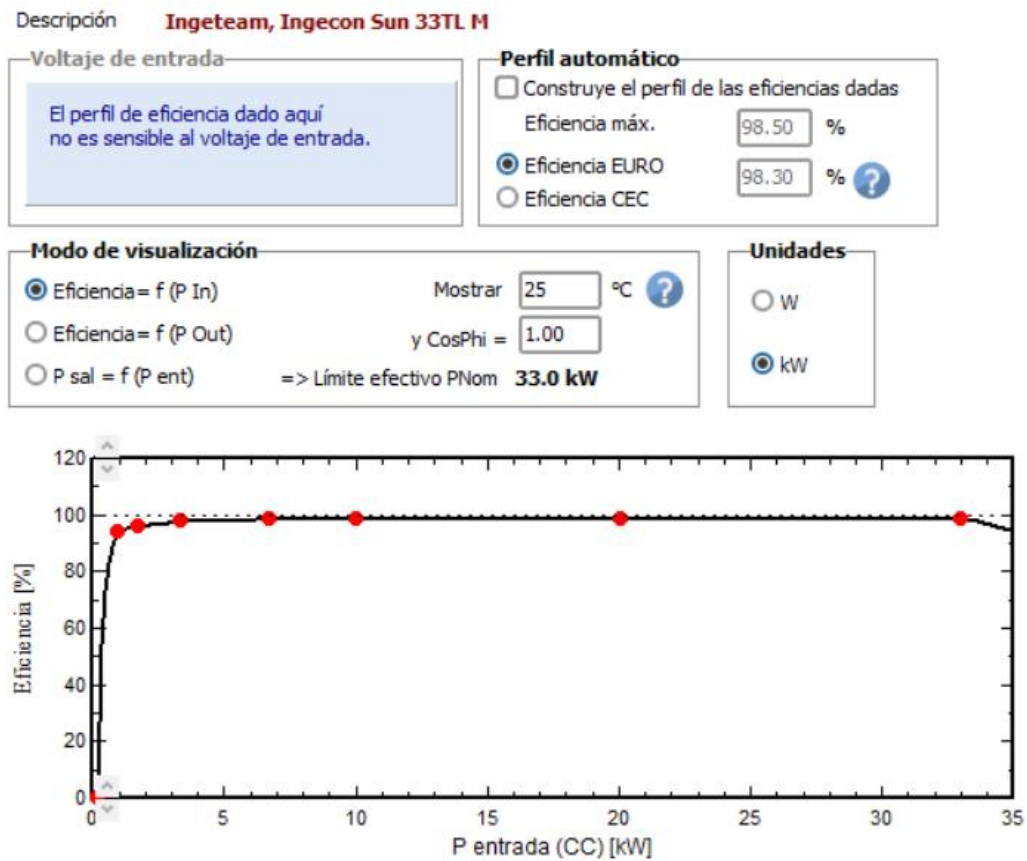 Descripción Ingeteam, Ingecon Sun 33TL M
Voltaje de entrada
El perfil de eficiencia dado aquí
no es sensible al voltaje de entrada.
Perfil automático
Construye el perfil de las eficiencias dadas
Eficiencia máx. 98.50 %
Eficiencia EURO 98.30 % ?
Eficiencia CEC
Modo de visualización
Eficiencia= f (P In) Mostrar 25 °C ?
Eficiencia= f (P Out) y CosPhi = 1.00
P sal = f (P ent) => Límite efectivo PNom 33.0 kW
Unidades
W
kW
120
100
80
60
40
20
0
Eficiencia [%]
0 5 10 15 20 25 30 35
P entrada (CC) [kW]